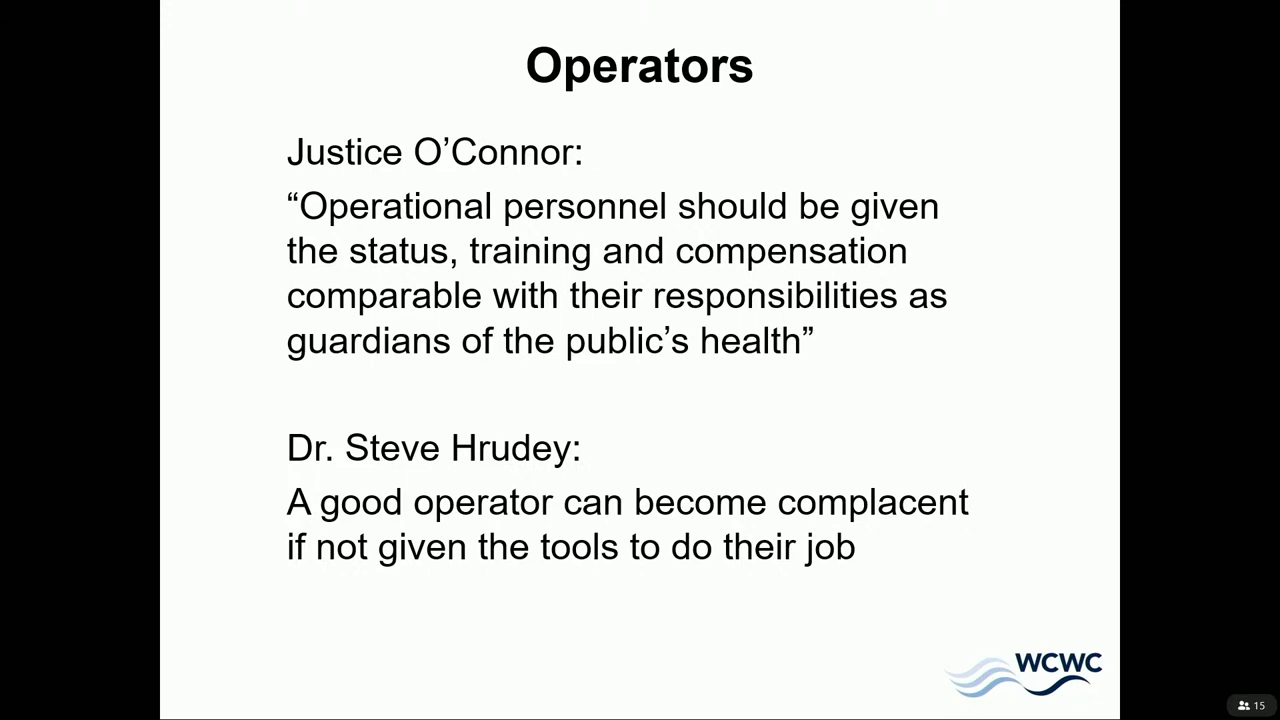 Operators
Justice O’Connor:
“Operational personnel should be given
the status, training and compensation
comparable with their responsibilities as
guardians of the public’s health”
Dr. Steve Hrudey:
A good operator can become complacent
if not given the tools to do their job
WCWC
15